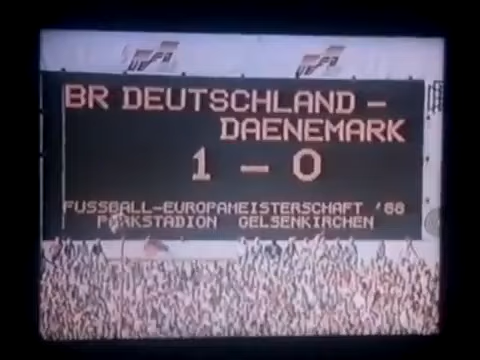 BR DEUTSCHLAND -
DAENEMARK
1 - 0
FUSSBALL-EUROPAMEISTERSCHAFT '88
PARKSTADION GELSENKIRCHEN